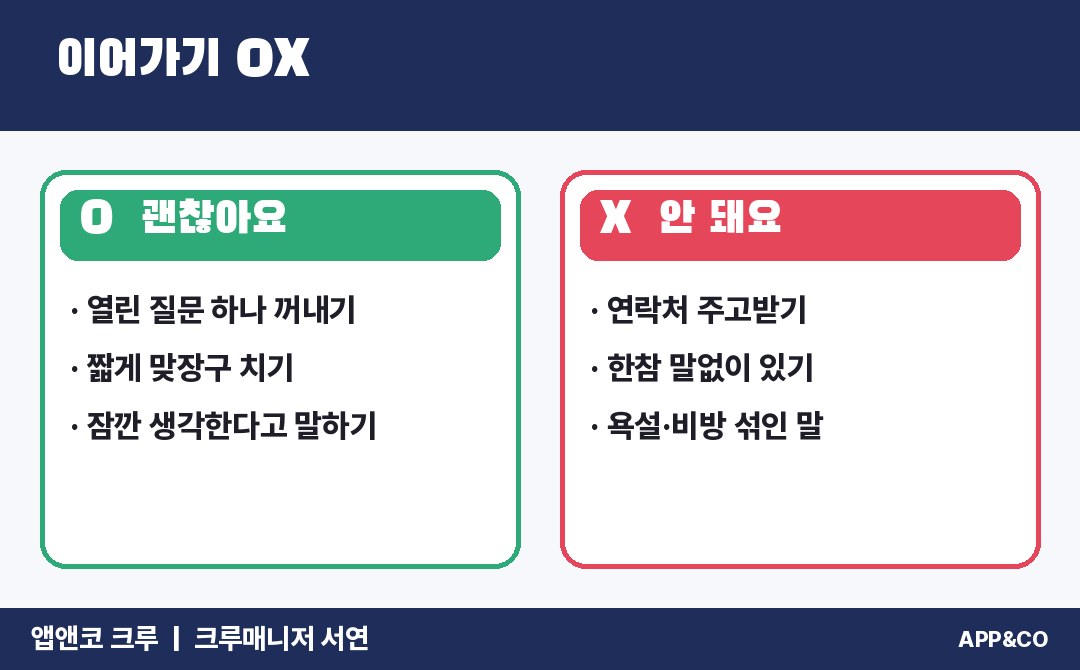 이어가기 OX
O 괜찮아요
· 열린 질문 하나 꺼내기
· 짧게 맞장구 치기
· 잠깐 생각한다고 말하기
X 안 돼요
· 연락처 주고받기
· 한참 말없이 있기
· 욕설·비방 섞인 말
앱앤코 크루 | 크루매니저 서연
APP&CO